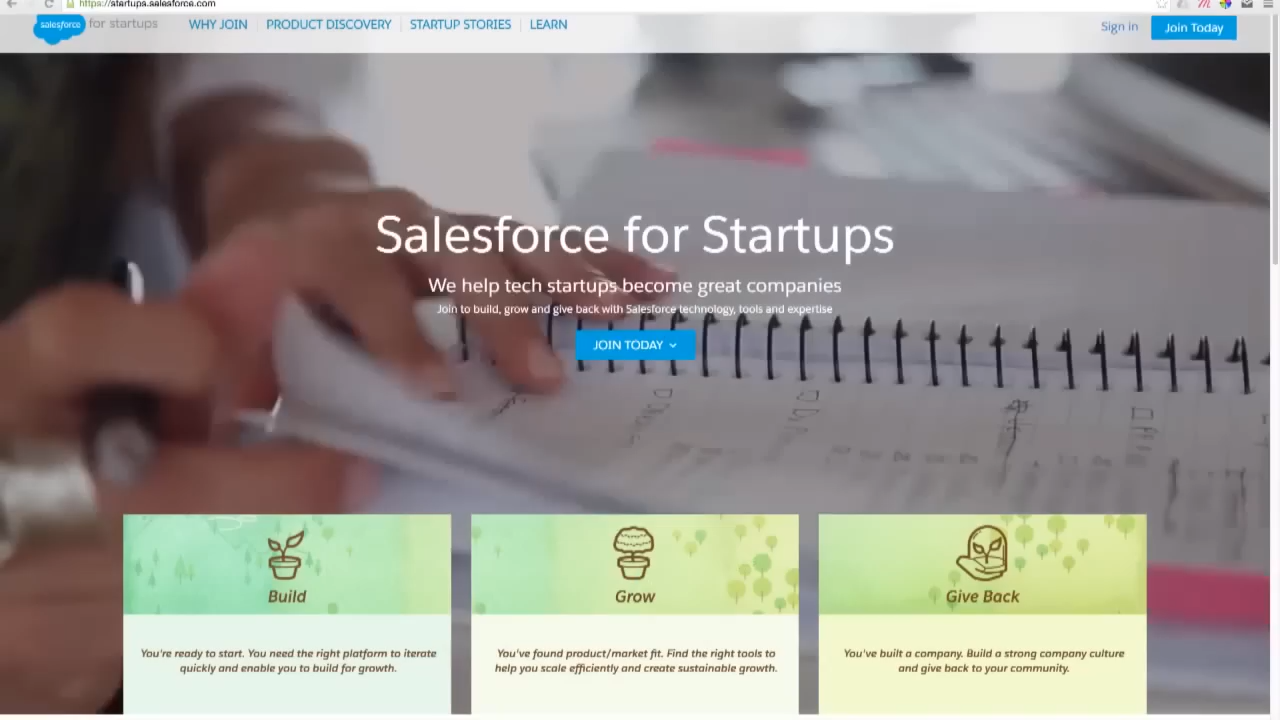 https://startups.salesforce.com
salesforce for startups WHY JOIN PRODUCT DISCOVERY STARTUP STORIES LEARN Sign in Join Today
Salesforce for Startups
We help tech startups become great companies
Join to build, grow and give back with Salesforce technology, tools and expertise
JOIN TODAY
Build
You're ready to start. You need the right platform to iterate
quickly and enable you to build for growth.
Grow
You've found product/market fit. Find the right tools to
help you scale efficiently and create sustainable growth.
Give Back
You've built a company. Build a strong company culture
and give back to your community.